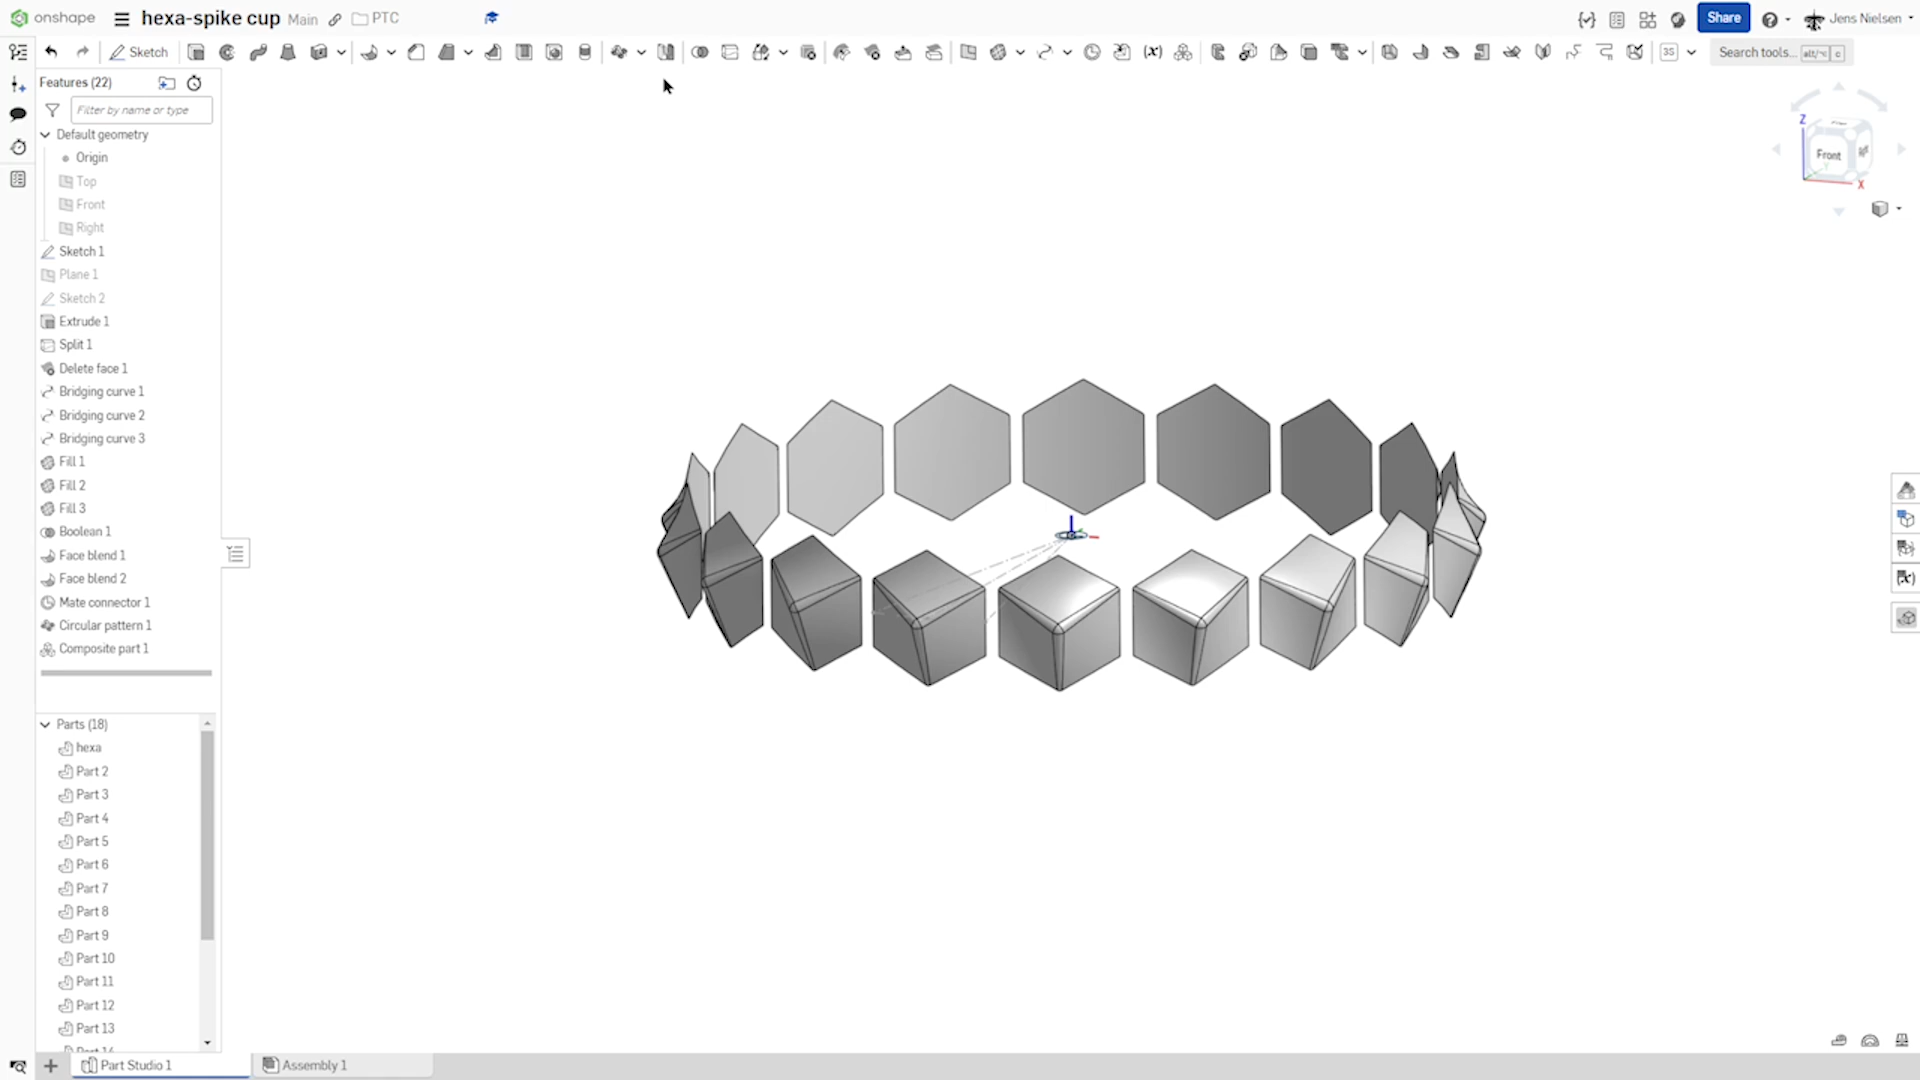 onshape hexa-spike cup Main PTC Share Jens Nielsen
Sketch (x) 3S Search tools... alt/⌥ c
Features (22)
Filter by name or type
Default geometry
Origin
Top
Front
Right
Sketch 1
Plane 1
Sketch 2
Extrude 1
Split 1
Delete face 1
Bridging curve 1
Bridging curve 2
Bridging curve 3
Fill 1
Fill 2
Fill 3
Boolean 1
Face blend 1
Face blend 2
Mate connector 1
Circular pattern 1
Composite part 1
Parts (18)
hexa
Part 2
Part 3
Part 4
Part 5
Part 6
Part 7
Part 8
Part 9
Part 10
Part 11
Part 12
Part 13
Part 14
Z
Front
X
Part Studio 1 Assembly 1